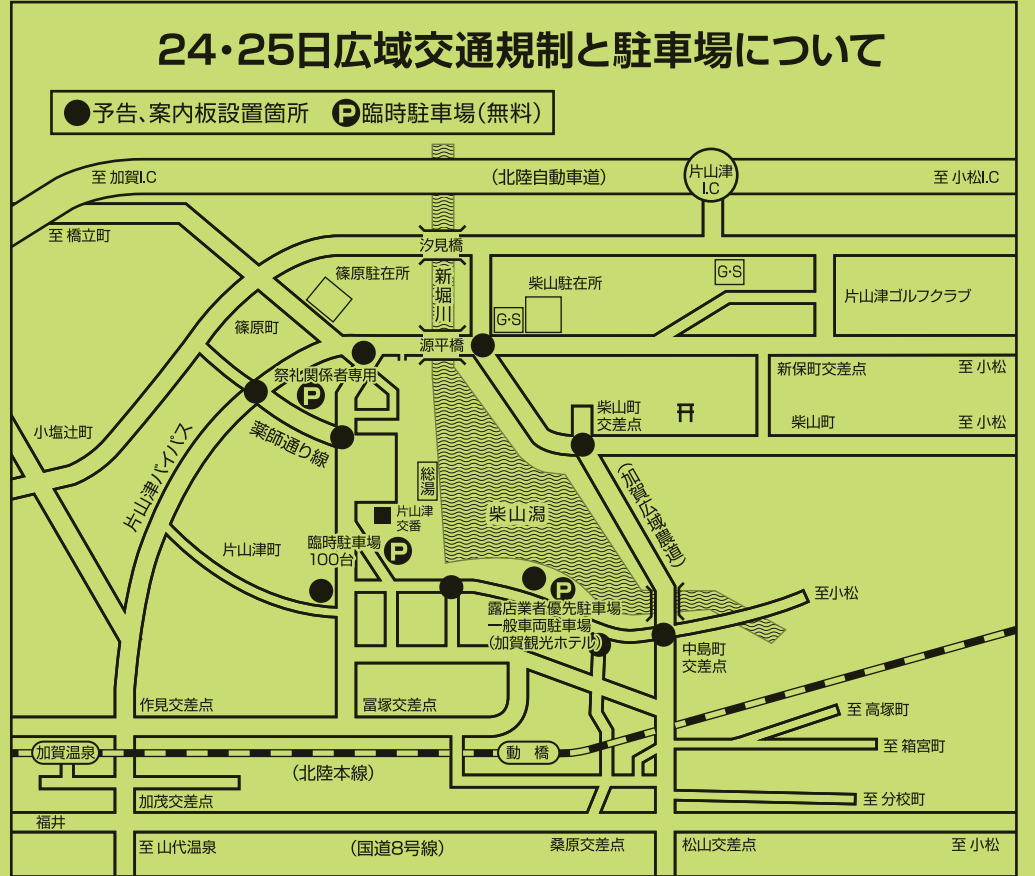 24・25日広域交通規制と駐車場について
●予告、案内板設置箇所 Ⓟ臨時駐車場(無料)
至 加賀I.C
(北陸自動車道)
片山津
I.C
至 小松I.C
至 橋立町
汐見橋
篠原駐在所
新堀川
柴山駐在所
G・S
G・S
片山津ゴルフクラブ
篠原町
源平橋
祭礼関係者専用
P
新保町交差点
至 小松
小塩辻町
片山津バイパス
薬師通り線
柴山町
交差点
柴山町
至 小松
総湯
(加賀広域農道)
片山津
交番
柴山潟
片山津町
臨時駐車場
100台
P
P
露店業者優先駐車場
一般車両駐車場
(加賀観光ホテル)
至小松
中島町
交差点
作見交差点
冨塚交差点
至 高塚町
加賀温泉
動橋
至 箱宮町
(北陸本線)
加茂交差点
至 分校町
福井
至 山代温泉
(国道8号線)
桑原交差点
松山交差点
至 小松